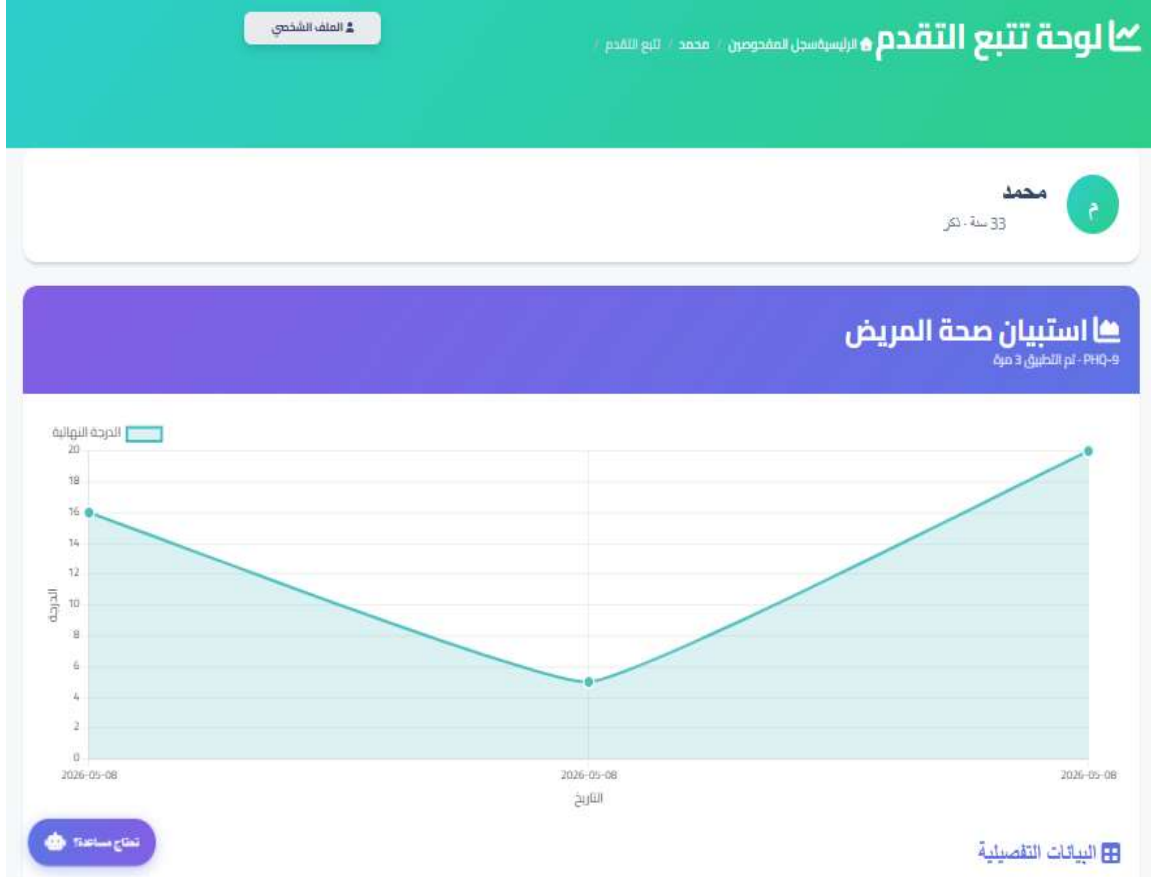 لوحة تتبع التقدم
الرئيسية سجل المفحوصين / محمد / تتبع التقدم /
الملف الشخصي
م
محمد
33 سنة - ذكر
استبيان صحة المريض
PHQ-9 - تم التطبيق 3 مرة
الدرجة النهائية
20
18
16
14
12
10
8
6
4
2
0
الدرجة
2026-05-08
2026-05-08
2026-05-08
التاريخ
تحتاج مساعدة؟
البيانات التفصيلية